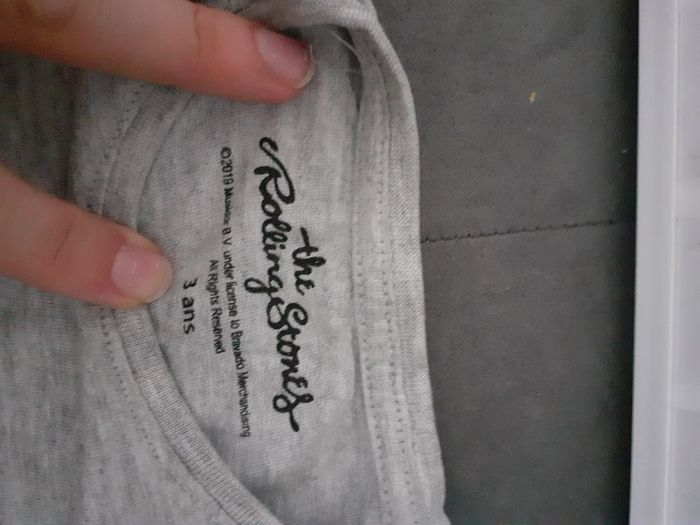 the
Rolling Stones
©2019 Musidor B.V. under license to Bravado Merchandising
All Rights Reserved
3 ans